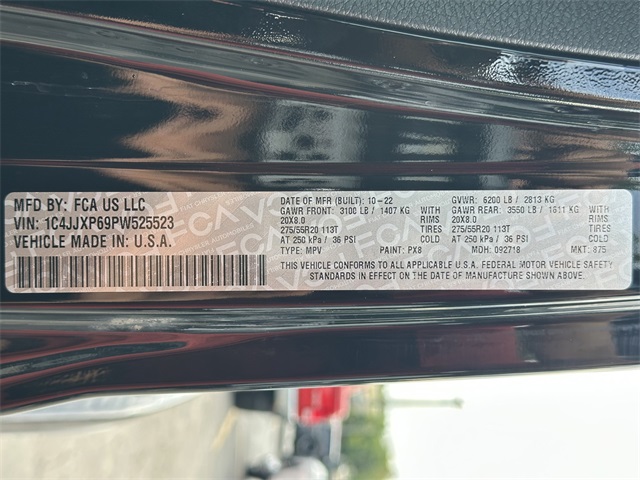 MFD BY: FCA US LLC
VIN: 1C4JJXP69PW525523
VEHICLE MADE IN: U.S.A.
DATE OF MFR (BUILT): 10-22 GVWR: 6200 LB / 2813 KG
GAWR FRONT: 3100 LB / 1407 KG WITH GAWR REAR: 3550 LB / 1611 KG WITH
20X8.0 RIMS 20X8.0 RIMS
275/55R20 113T TIRES 275/55R20 113T TIRES
AT 250 kPa / 36 PSI COLD AT 250 kPa / 36 PSI COLD
TYPE: MPV PAINT: PX8 MDH: 092718 MKT: 875
THIS VEHICLE CONFORMS TO ALL APPLICABLE U.S.A. FEDERAL MOTOR VEHICLE SAFETY
STANDARDS IN EFFECT ON THE DATE OF MANUFACTURE SHOWN ABOVE.